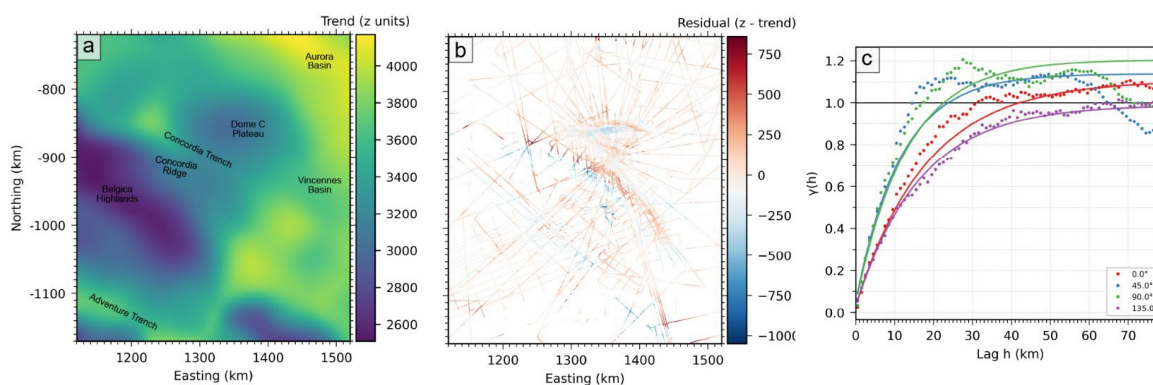 Trend (z units)
a
Aurora
Basin
Dome C
Plateau
Concordia Trench
Concordia
Ridge
Belgica
Highlands
Vincennes
Basin
Adventure Trench
−800
−900
−1000
−1100
Northing (km)
1200
1300
1400
1500
Easting (km)
4000
3800
3600
3400
3200
3000
2800
2600
Residual (z - trend)
b
1200
1300
1400
1500
Easting (km)
750
500
250
0
−250
−500
−750
−1000
c
γ(h)
1.2
1.0
0.8
0.6
0.4
0.2
0.0
0
10
20
30
40
50
60
70
Lag h (km)
0.0°
45.0°
90.0°
135.0